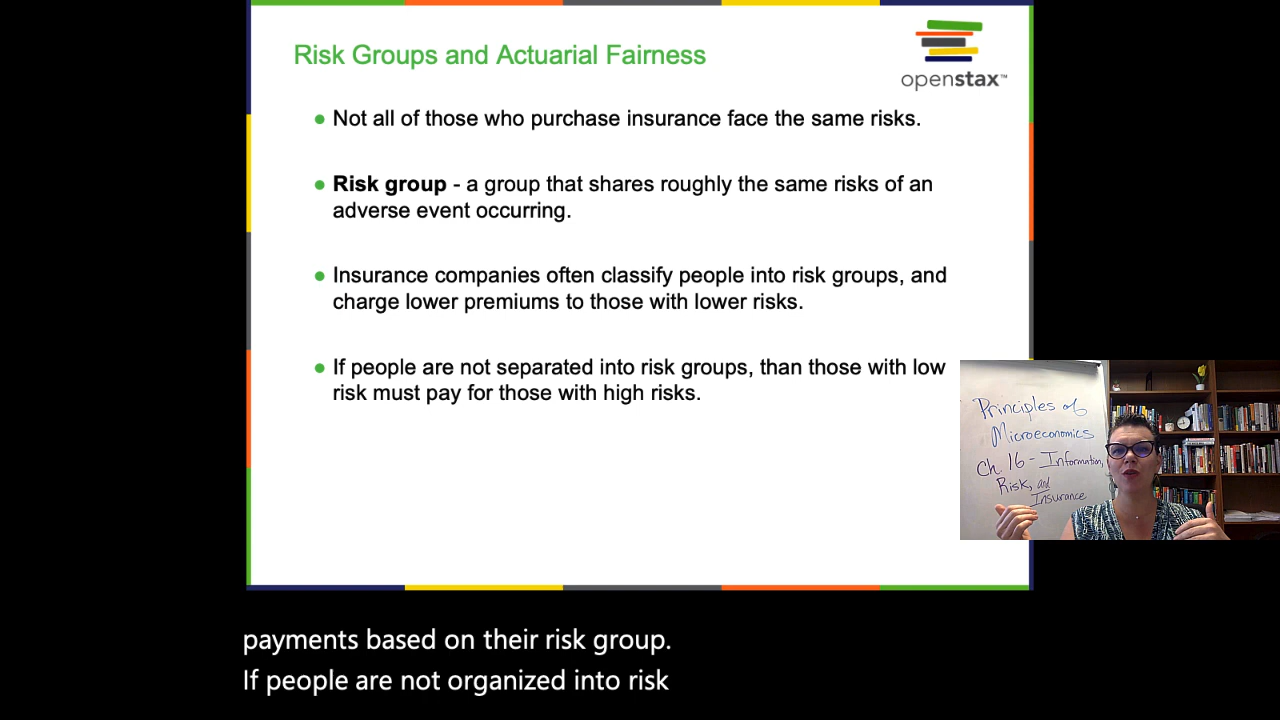 Risk Groups and Actuarial Fairness
openstax™
● Not all of those who purchase insurance face the same risks.
● Risk group - a group that shares roughly the same risks of an
adverse event occurring.
● Insurance companies often classify people into risk groups, and
charge lower premiums to those with lower risks.
● If people are not separated into risk groups, than those with low
risk must pay for those with high risks.
Principles of
Microeconomics
Ch. 16 - Information,
Risk, and
Insurance
payments based on their risk group.
If people are not organized into risk